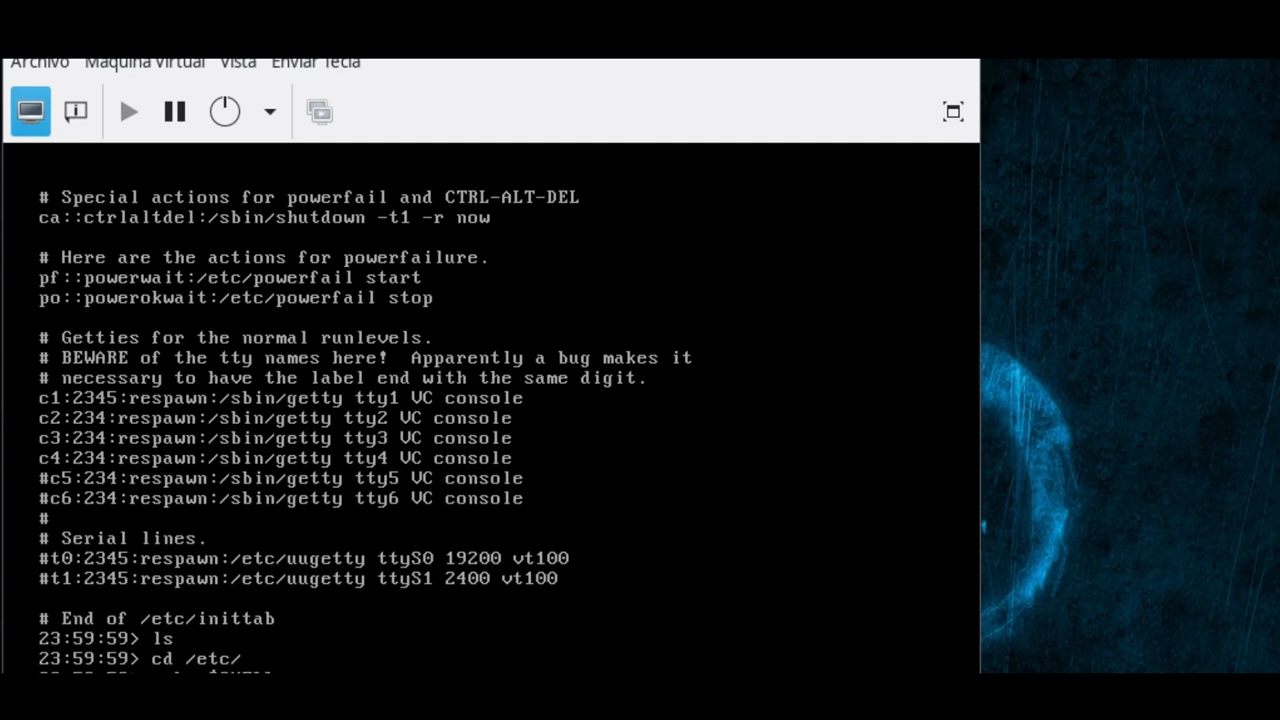 Archivo Máquina Virtual Vista Enviar Tecla
# Special actions for powerfail and CTRL-ALT-DEL
ca::ctrlaltdel:/sbin/shutdown -t1 -r now
# Here are the actions for powerfailure.
pf::powerwait:/etc/powerfail start
po::powerokwait:/etc/powerfail stop
# Getties for the normal runlevels.
# BEWARE of the tty names here!  Apparently a bug makes it
# necessary to have the label end with the same digit.
c1:2345:respawn:/sbin/getty tty1 VC console
c2:234:respawn:/sbin/getty tty2 VC console
c3:234:respawn:/sbin/getty tty3 VC console
c4:234:respawn:/sbin/getty tty4 VC console
#c5:234:respawn:/sbin/getty tty5 VC console
#c6:234:respawn:/sbin/getty tty6 VC console
#
# Serial lines.
#t0:2345:respawn:/etc/uugetty ttyS0 19200 vt100
#t1:2345:respawn:/etc/uugetty ttyS1 2400 vt100
# End of /etc/inittab
23:59:59> ls
23:59:59> cd /etc/